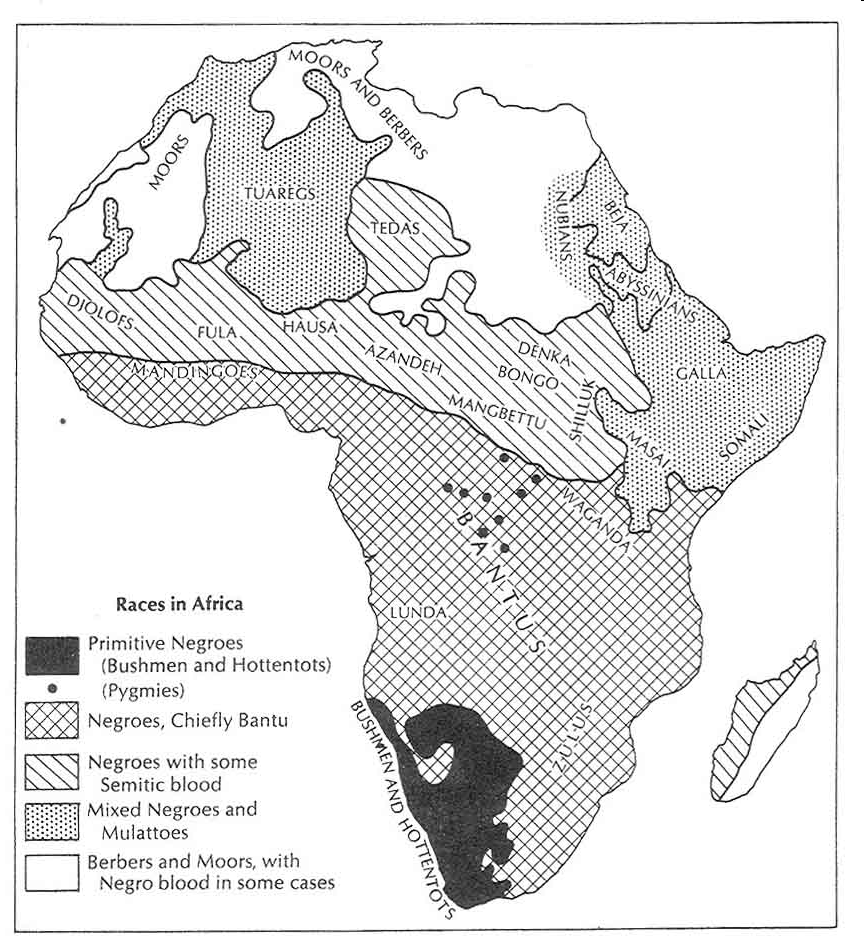 MOORS AND BERBERS
MOORS
TUAREGS
TEDAS
NUBIANS
BEJA
ABYSSINIANS
DJOLOFS
FULA
HAUSA
AZANDEH
DENKA
BONGO
MANGBETTU
SHILLUK
GALLA
SOMALI
MASAI
MANDINGOES
WAGANDA
BANTUS
LUNDA
ZULUS
BUSHMEN AND HOTTENTOTS
Races in Africa
Primitive Negroes
(Bushmen and Hottentots)
(Pygmies)
Negroes, Chiefly Bantu
Negroes with some
Semitic blood
Mixed Negroes and
Mulattoes
Berbers and Moors, with
Negro blood in some cases